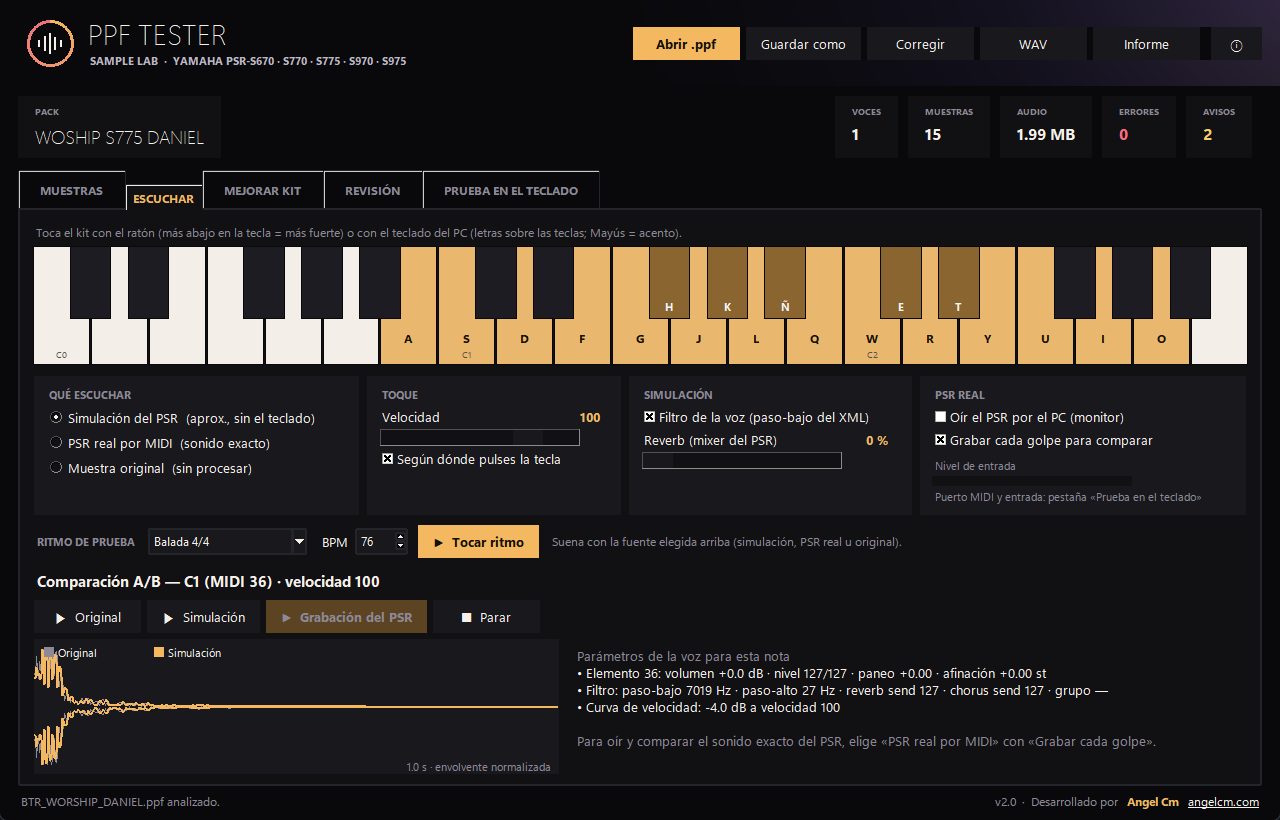 PPF TESTER
SAMPLE LAB · YAMAHA PSR-S670 · S770 · S775 · S970 · S975
Abrir .ppf
Guardar como
Corregir
WAV
Informe
PACK
WOSHIP S775 DANIEL
VOCES
1
MUESTRAS
15
AUDIO
1.99 MB
ERRORES
0
AVISOS
2
MUESTRAS
ESCUCHAR
MEJORAR KIT
REVISIÓN
PRUEBA EN EL TECLADO
Toca el kit con el ratón (más abajo en la tecla = más fuerte) o con el teclado del PC (letras sobre las teclas; Mayús = acento).
H K Ñ E T
A S D F G J L Q W R Y U I O
C0 C1 C2
QUÉ ESCUCHAR
Simulación del PSR (aprox., sin el teclado)
PSR real por MIDI (sonido exacto)
Muestra original (sin procesar)
TOQUE
Velocidad 100
Según dónde pulses la tecla
SIMULACIÓN
Filtro de la voz (paso-bajo del XML)
Reverb (mixer del PSR) 0 %
PSR REAL
Oír el PSR por el PC (monitor)
Grabar cada golpe para comparar
Nivel de entrada
Puerto MIDI y entrada: pestaña «Prueba en el teclado»
RITMO DE PRUEBA
Balada 4/4
BPM 76
Tocar ritmo
Suena con la fuente elegida arriba (simulación, PSR real u original).
Comparación A/B — C1 (MIDI 36) · velocidad 100
Original
Simulación
Grabación del PSR
Parar
Original
Simulación
1.0 s · envolvente normalizada
Parámetros de la voz para esta nota
• Elemento 36: volumen +0.0 dB · nivel 127/127 · paneo +0.00 · afinación +0.00 st
• Filtro: paso-bajo 7019 Hz · paso-alto 27 Hz · reverb send 127 · chorus send 127 · grupo —
• Curva de velocidad: -4.0 dB a velocidad 100
Para oír y comparar el sonido exacto del PSR, elige «PSR real por MIDI» con «Grabar cada golpe».
BTR_WORSHIP_DANIEL.ppf analizado.
v2.0 · Desarrollado por Angel Cm angelcm.com